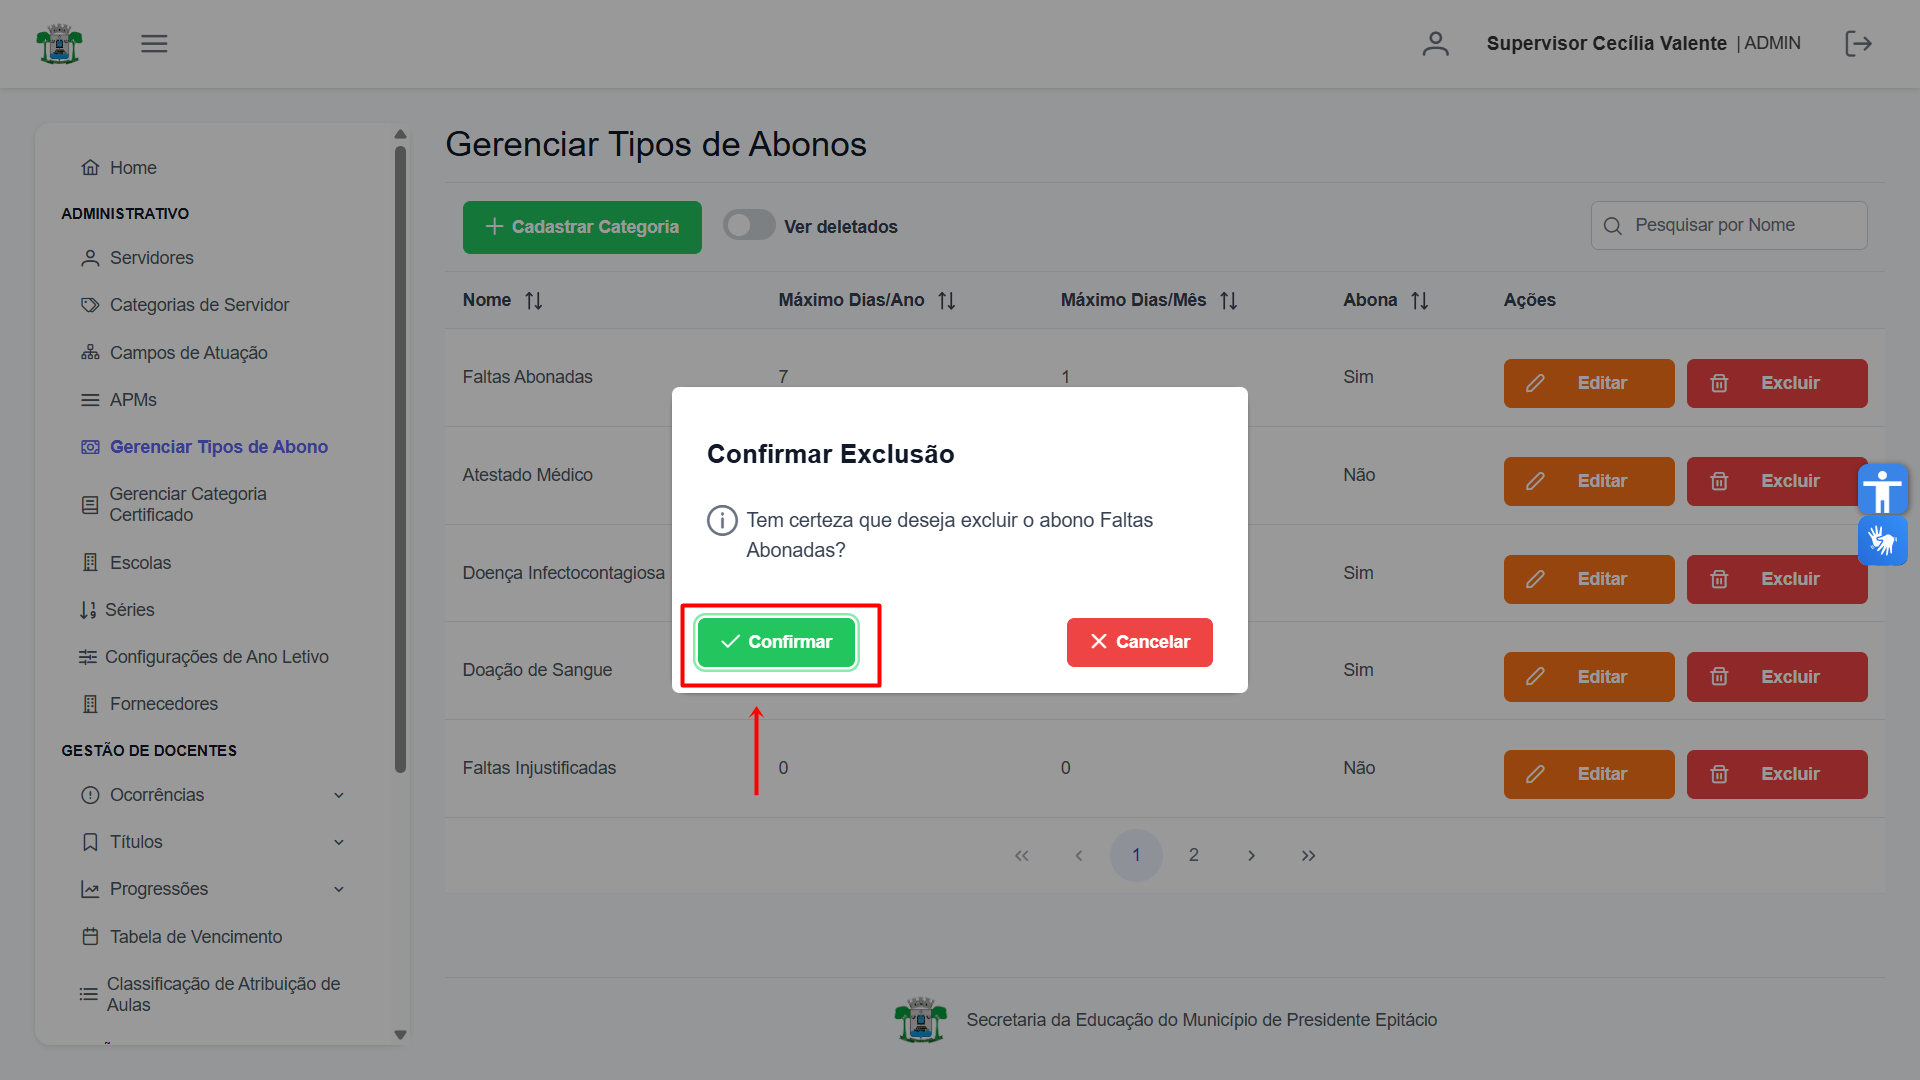 Supervisor Cecília Valente | ADMIN
Home
ADMINISTRATIVO
Servidores
Categorias de Servidor
Campos de Atuação
APMs
Gerenciar Tipos de Abono
Gerenciar Categoria
Certificado
Escolas
Séries
Configurações de Ano Letivo
Fornecedores
GESTÃO DE DOCENTES
Ocorrências
Títulos
Progressões
Tabela de Vencimento
Classificação de Atribuição de
Aulas
Gerenciar Tipos de Abonos
Cadastrar Categoria Ver deletados Pesquisar por Nome
Nome Máximo Dias/Ano Máximo Dias/Mês Abona Ações
Faltas Abonadas 7 1 Sim Editar Excluir
Atestado Médico Não Editar Excluir
Doença Infectocontagiosa Sim Editar Excluir
Doação de Sangue Sim Editar Excluir
Faltas Injustificadas 0 0 Não Editar Excluir
1 2
Confirmar Exclusão
Tem certeza que deseja excluir o abono Faltas
Abonadas?
Confirmar Cancelar
Secretaria da Educação do Município de Presidente Epitácio